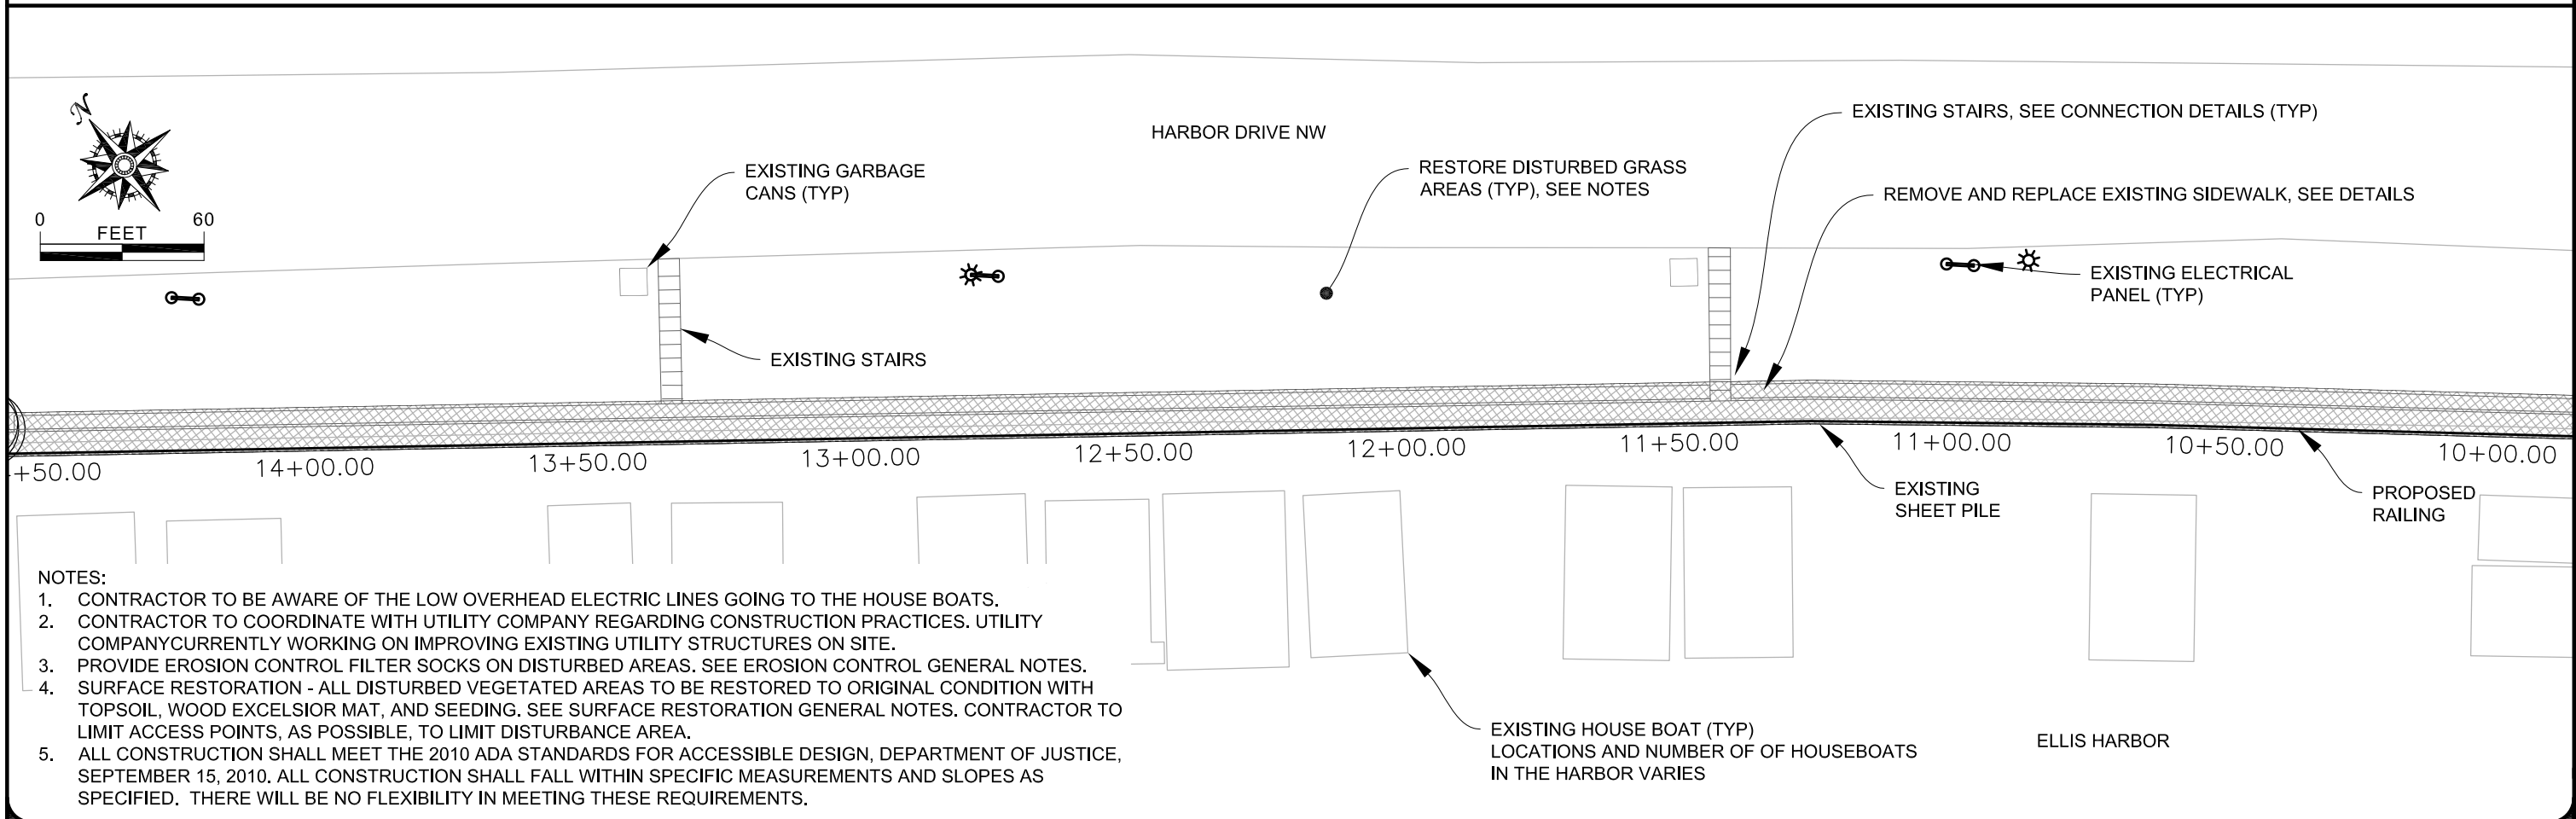 HARBOR DRIVE NW
N
0 60
FEET
EXISTING GARBAGE
CANS (TYP)
RESTORE DISTURBED GRASS
AREAS (TYP), SEE NOTES
EXISTING STAIRS, SEE CONNECTION DETAILS (TYP)
REMOVE AND REPLACE EXISTING SIDEWALK, SEE DETAILS
EXISTING ELECTRICAL
PANEL (TYP)
EXISTING STAIRS
+50.00 14+00.00 13+50.00 13+00.00 12+50.00 12+00.00 11+50.00 11+00.00 10+50.00 10+00.00
EXISTING
SHEET PILE
PROPOSED
RAILING
NOTES:
1. CONTRACTOR TO BE AWARE OF THE LOW OVERHEAD ELECTRIC LINES GOING TO THE HOUSE BOATS.
2. CONTRACTOR TO COORDINATE WITH UTILITY COMPANY REGARDING CONSTRUCTION PRACTICES. UTILITY
COMPANYCURRENTLY WORKING ON IMPROVING EXISTING UTILITY STRUCTURES ON SITE.
3. PROVIDE EROSION CONTROL FILTER SOCKS ON DISTURBED AREAS. SEE EROSION CONTROL GENERAL NOTES.
4. SURFACE RESTORATION - ALL DISTURBED VEGETATED AREAS TO BE RESTORED TO ORIGINAL CONDITION WITH
TOPSOIL, WOOD EXCELSIOR MAT, AND SEEDING. SEE SURFACE RESTORATION GENERAL NOTES. CONTRACTOR TO
LIMIT ACCESS POINTS, AS POSSIBLE, TO LIMIT DISTURBANCE AREA.
5. ALL CONSTRUCTION SHALL MEET THE 2010 ADA STANDARDS FOR ACCESSIBLE DESIGN, DEPARTMENT OF JUSTICE,
SEPTEMBER 15, 2010. ALL CONSTRUCTION SHALL FALL WITHIN SPECIFIC MEASUREMENTS AND SLOPES AS
SPECIFIED. THERE WILL BE NO FLEXIBILITY IN MEETING THESE REQUIREMENTS.
EXISTING HOUSE BOAT (TYP)
LOCATIONS AND NUMBER OF OF HOUSEBOATS
IN THE HARBOR VARIES
ELLIS HARBOR